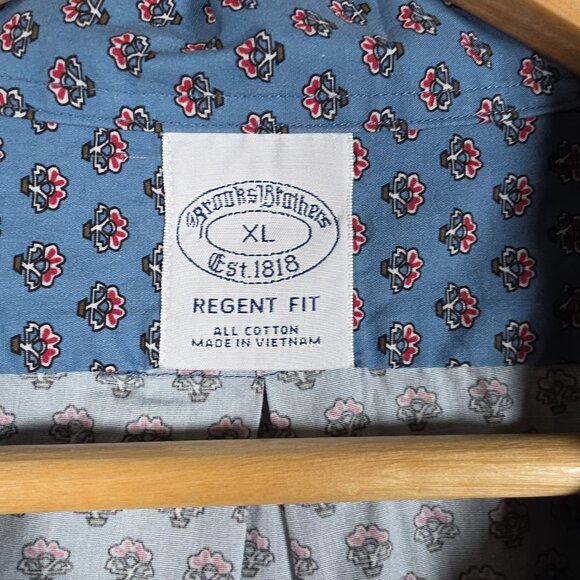 Brooks Brothers
XL
Est. 1818
REGENT FIT
ALL COTTON
MADE IN VIETNAM